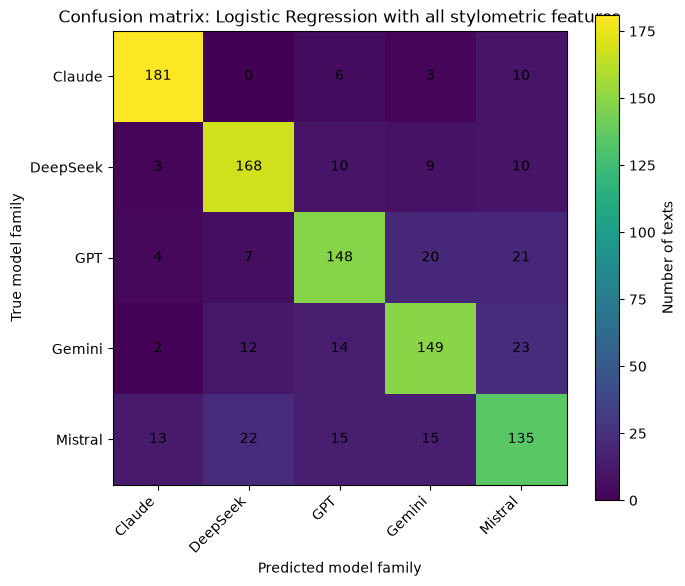 Confusion matrix: Logistic Regression with all stylometric features
True model family
Claude 181 0 6 3 10
DeepSeek 3 168 10 9 10
GPT 4 7 148 20 21
Gemini 2 12 14 149 23
Mistral 13 22 15 15 135
Claude DeepSeek GPT Gemini Mistral
Predicted model family
175
150
125
100
75
50
25
0
Number of texts